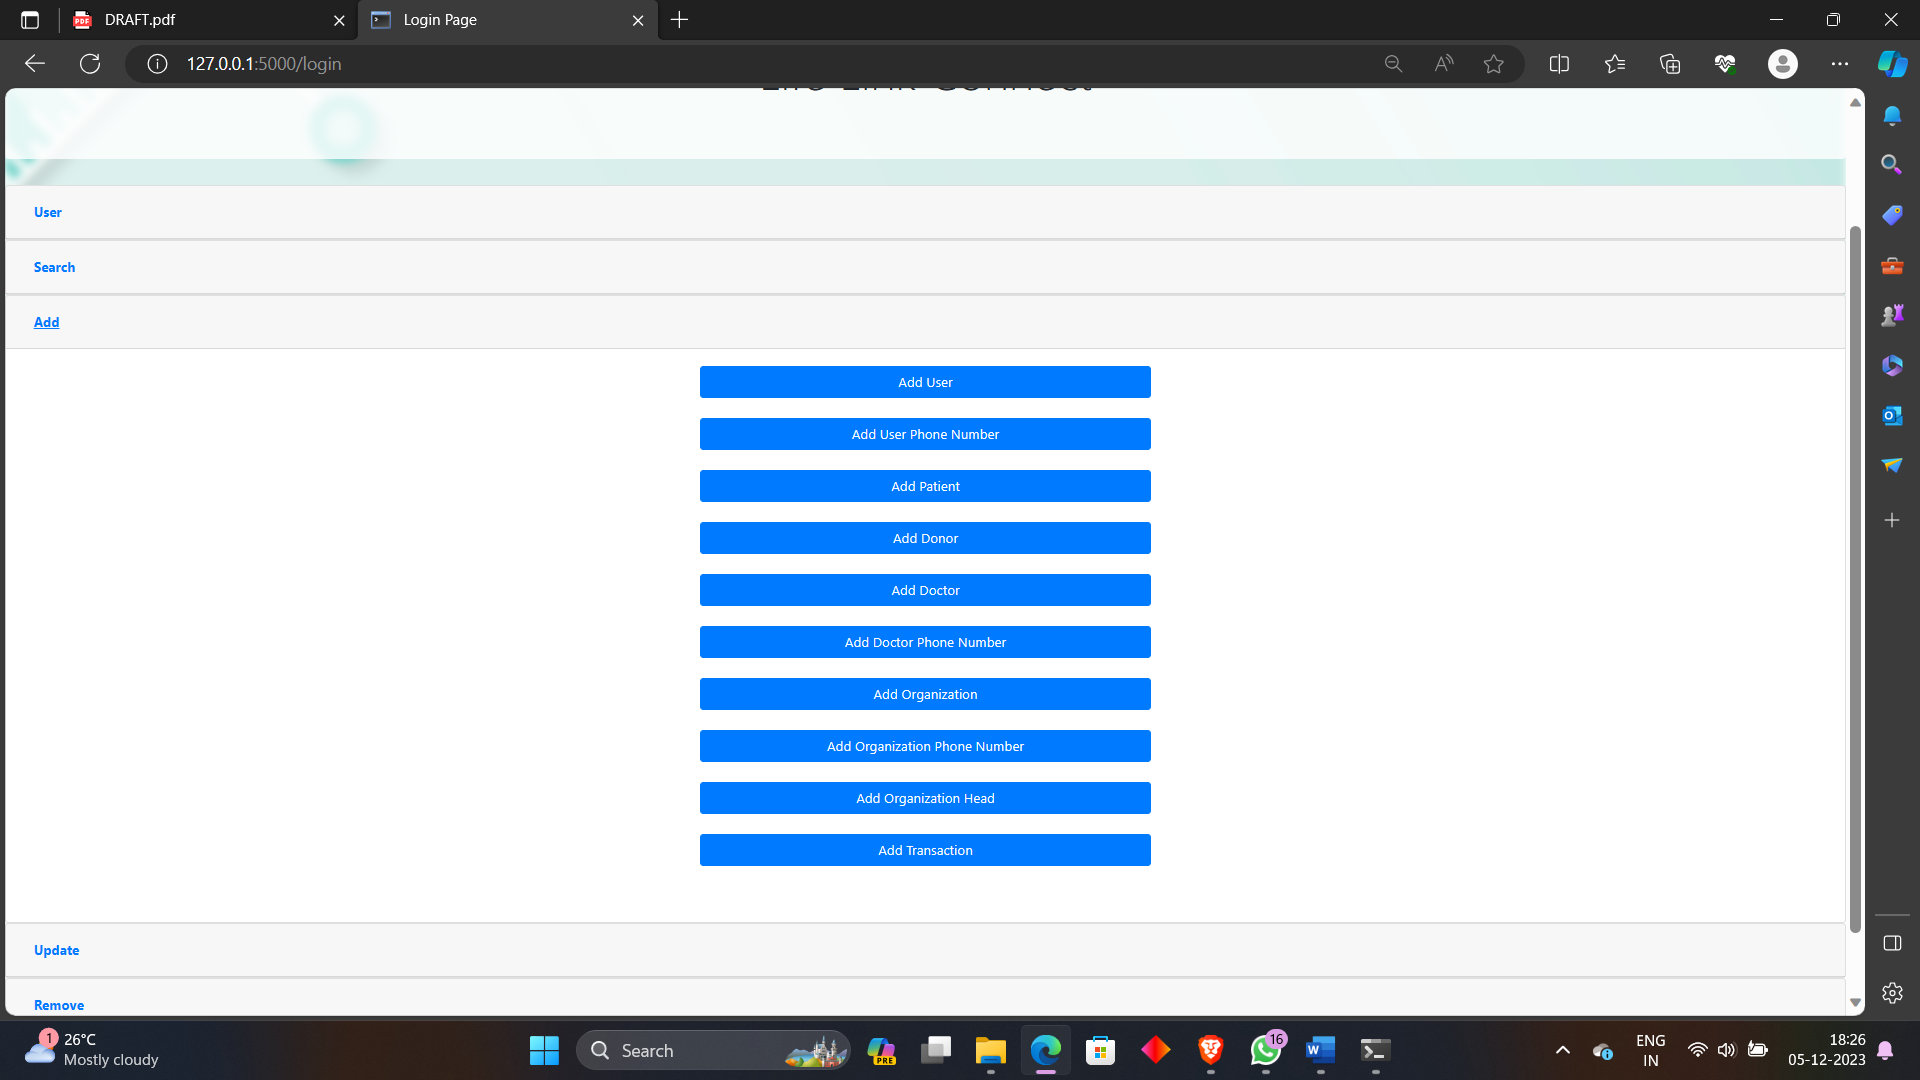 DRAFT.pdf
Login Page
127.0.0.1:5000/login
User
Search
Add
Add User
Add User Phone Number
Add Patient
Add Donor
Add Doctor
Add Doctor Phone Number
Add Organization
Add Organization Phone Number
Add Organization Head
Add Transaction
Update
Remove
1
26°C
Mostly cloudy
Search
PRE
16
ENG
IN
18:26
05-12-2023